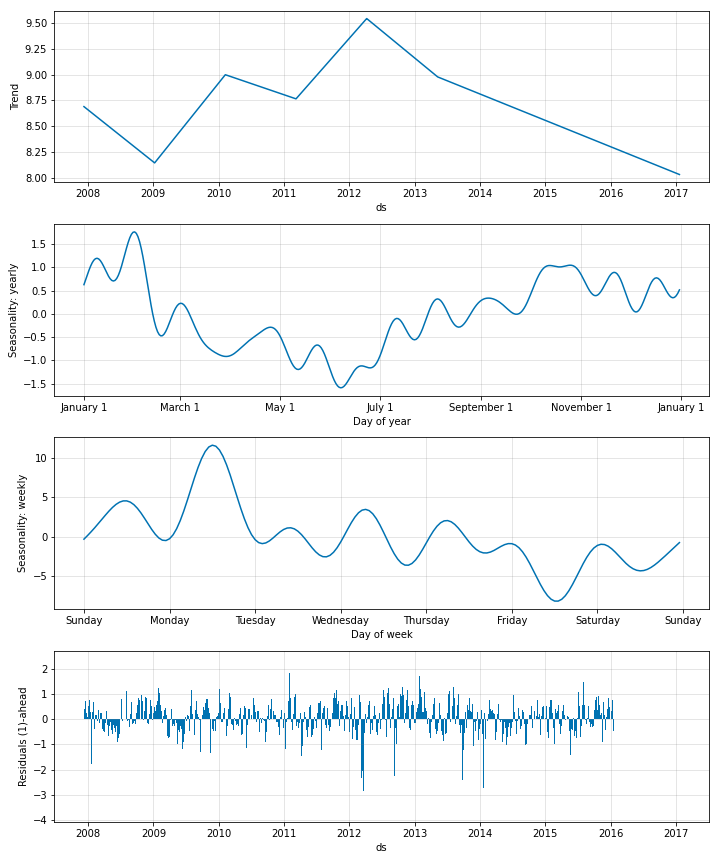 9.50
9.25
9.00
8.75
8.50
8.25
8.00
Trend
2008 2009 2010 2011 2012 2013 2014 2015 2016 2017
ds
1.5
1.0
0.5
0.0
−0.5
−1.0
−1.5
Seasonality: yearly
January 1 March 1 May 1 July 1 September 1 November 1 January 1
Day of year
10
5
0
−5
Seasonality: weekly
Sunday Monday Tuesday Wednesday Thursday Friday Saturday Sunday
Day of week
2
1
0
−1
−2
−3
−4
Residuals (1)-ahead
2008 2009 2010 2011 2012 2013 2014 2015 2016 2017
ds